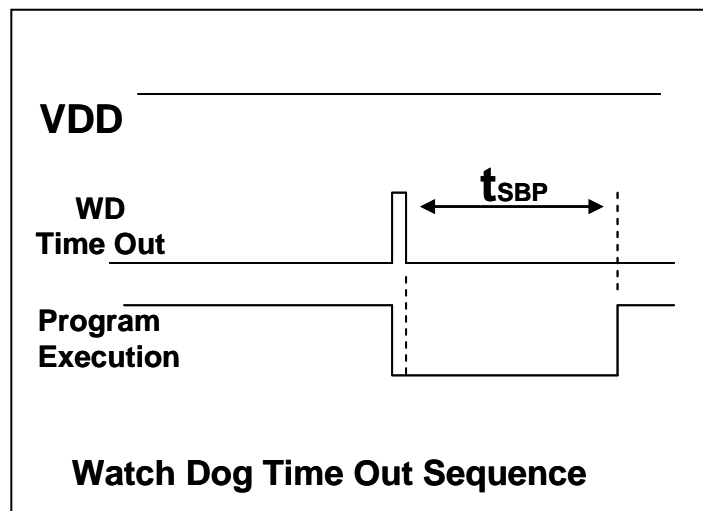 VDD
tSBP
WD
Time Out
Program
Execution
Watch Dog Time Out Sequence